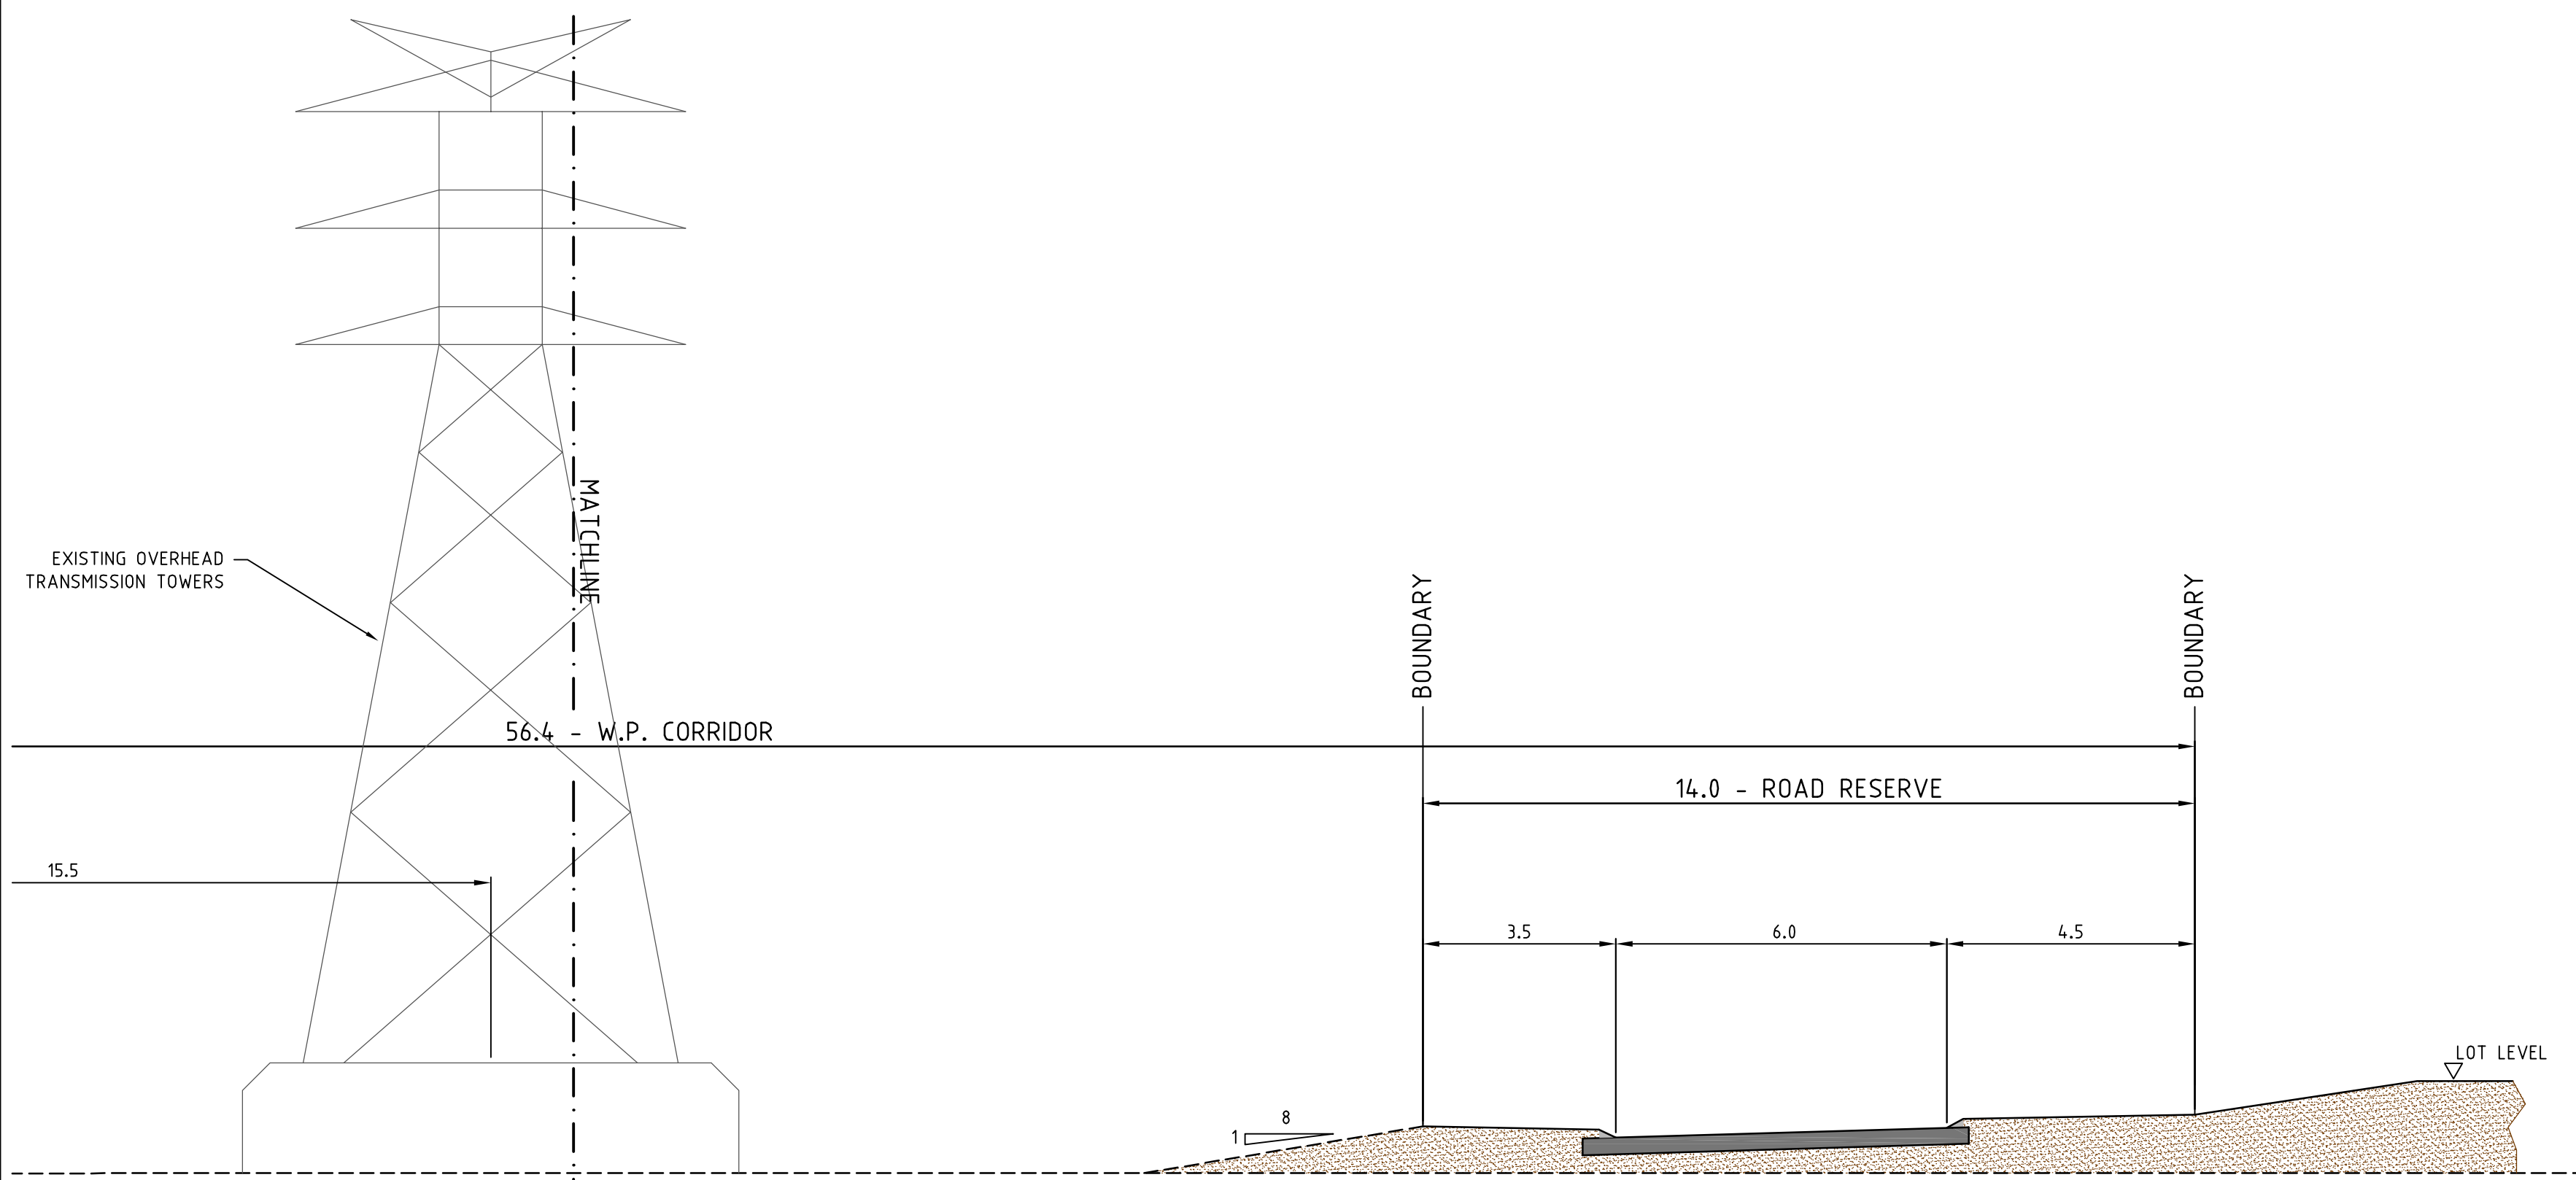 MATCHLINE
EXISTING OVERHEAD
TRANSMISSION TOWERS
BOUNDARY
BOUNDARY
56.4 - W.P. CORRIDOR
14.0 - ROAD RESERVE
15.5
3.5
6.0
4.5
LOT LEVEL
8
1